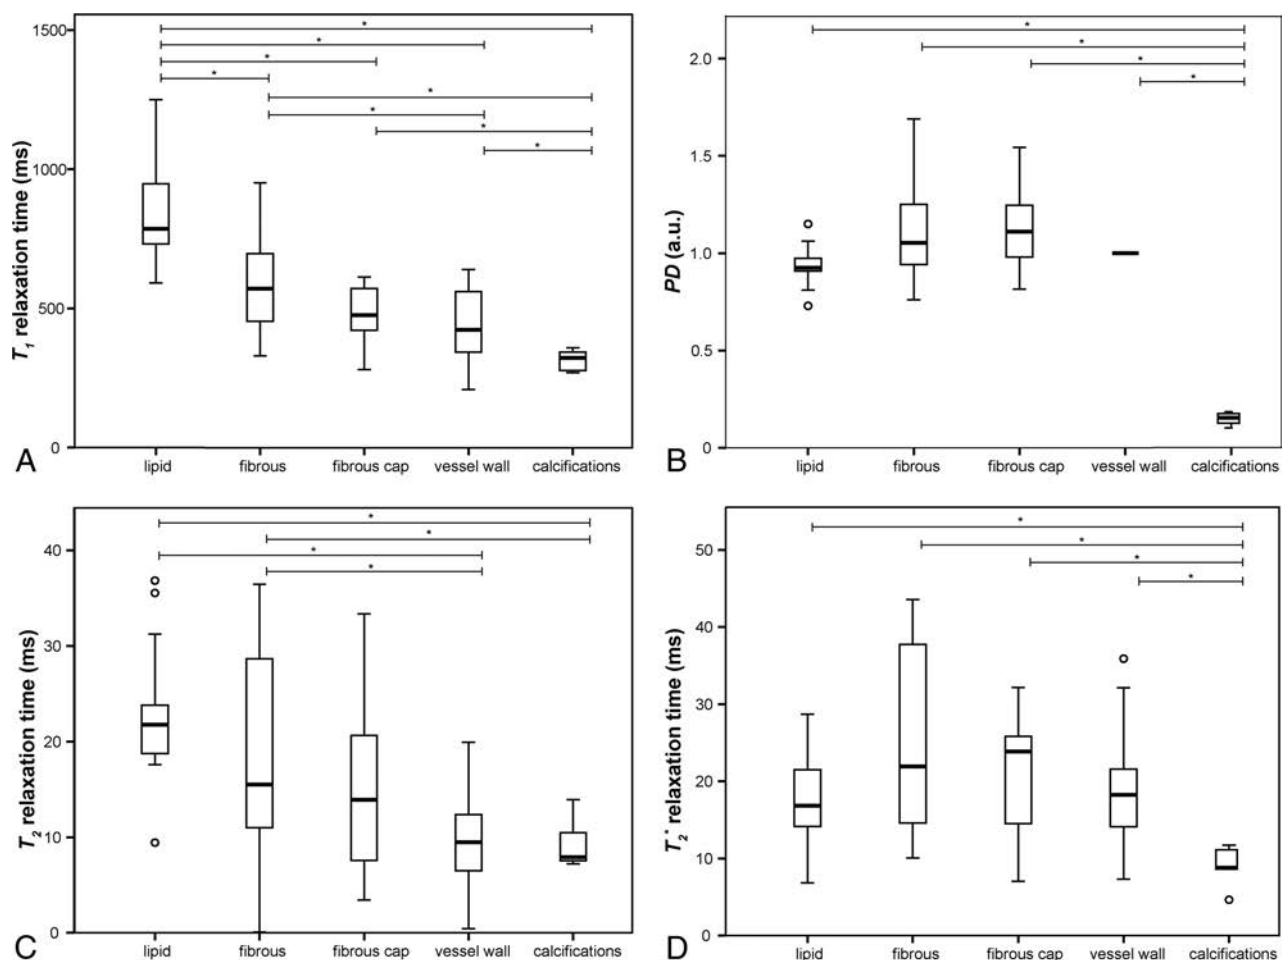 * * * * * * * *
1500
1000
500
0
T1 relaxation time (ms)
lipid fibrous fibrous cap vessel wall calcifications
A
* * * *
2.0
1.5
1.0
0.5
0
PD (a.u.)
lipid fibrous fibrous cap vessel wall calcifications
B
* * * *
40
30
20
10
0
T2 relaxation time (ms)
lipid fibrous fibrous cap vessel wall calcifications
C
* * * *
50
40
30
20
10
0
T2* relaxation time (ms)
lipid fibrous fibrous cap vessel wall calcifications
D